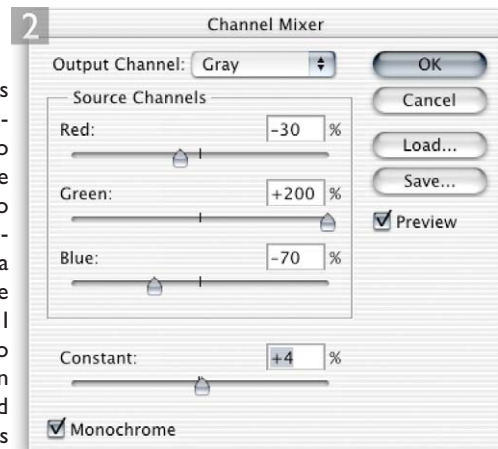 2
Channel Mixer
Output Channel: Gray
OK
Source Channels
Cancel
Red: -30 %
Load...
Green: +200 %
Save...
Preview
Blue: -70 %
Constant: +4 %
Monochrome
s
-
o
e
o
-
a
e
l
o
n
d
s